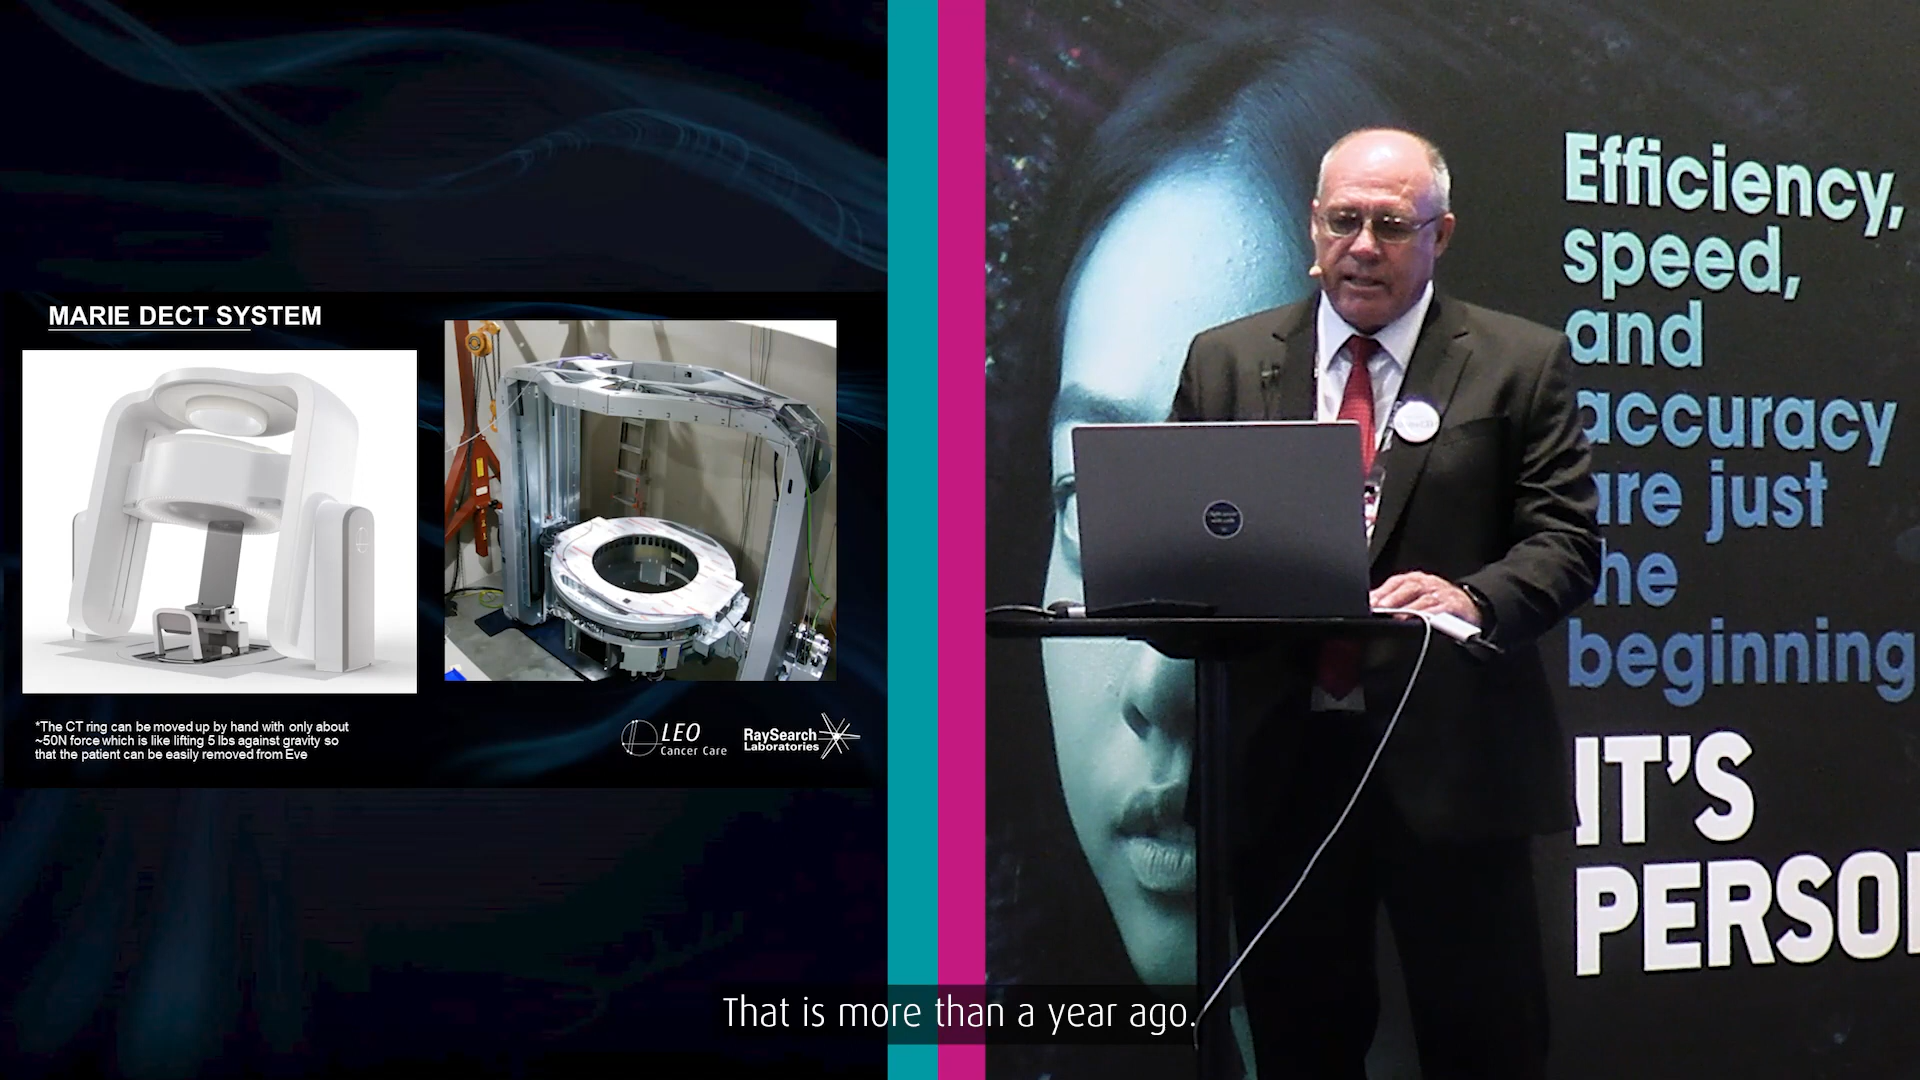 MARIE DECT SYSTEM
*The CT ring can be moved up by hand with only about
~50N force which is like lifting 5 lbs against gravity so
that the patient can be easily removed from Eve
LEO
Cancer Care
RaySearch
Laboratories
Efficiency,
speed,
and
accuracy
are just
the
beginning
IT'S
PERSO
That is more than a year ago.